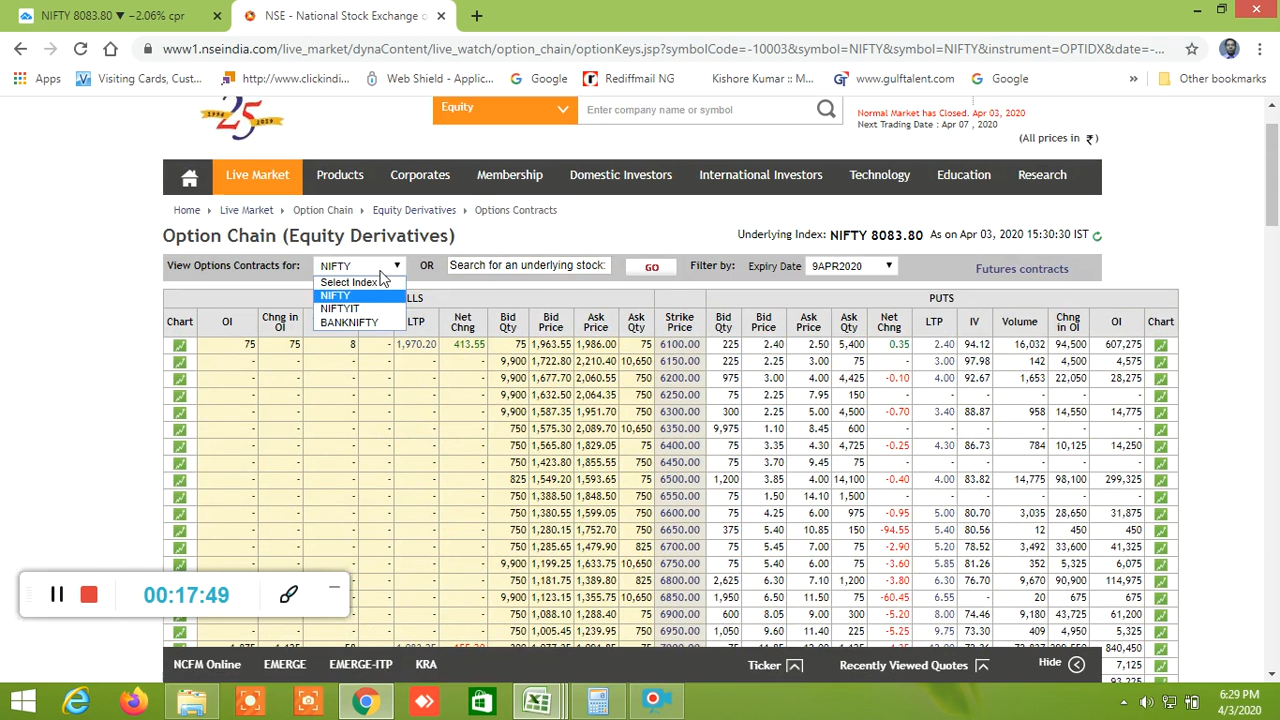 NIFTY 8083.80 ▼ −2.06% cpr
NSE - National Stock Exchange o
www1.nseindia.com/live_market/dynaContent/live_watch/option_chain/optionKeys.jsp?symbolCode=-10003&symbol=NIFTY&symbol=NIFTY&instrument=OPTIDX&date=-...
Apps Visiting Cards, Cust... http://www.clickindi... Web Shield - Applic... Google Rediffmail NG Kishore Kumar :: M... www.gulftalent.com Google » Other bookmarks
1994 25 2019
Equity Enter company name or symbol
Normal Market has Closed. Apr 03, 2020
Next Trading Date : Apr 07 , 2020
(All prices in ₹)
Live Market Products Corporates Membership Domestic Investors International Investors Technology Education Research
Home Live Market Option Chain Equity Derivatives Options Contracts
Option Chain (Equity Derivatives) Underlying Index: NIFTY 8083.80 As on Apr 03, 2020 15:30:30 IST
View Options Contracts for: NIFTY OR Search for an underlying stock: GO Filter by: Expiry Date 9APR2020 Futures contracts
Select Index
NIFTY
NIFTYIT
BANKNIFTY
LLS PUTS
Chart OI Chng in OI LTP Net Chng Bid Qty Bid Price Ask Price Ask Qty Strike Price Bid Qty Bid Price Ask Price Ask Qty Net Chng LTP IV Volume Chng in OI OI Chart
75 75 8 - 1,970.20 413.55 75 1,963.55 1,986.00 75 6100.00 225 2.40 2.50 5,400 0.35 2.40 94.12 16,032 94,500 607,275
- - - - - - 9,900 1,722.80 2,210.40 10,650 6150.00 225 2.25 3.00 75 - 3.00 97.98 142 4,500 4,575
- - - - - - 9,900 1,677.70 2,060.55 750 6200.00 975 3.00 4.00 4,425 -0.10 4.00 92.67 1,653 22,050 28,275
- - - - - - 9,900 1,632.50 2,064.35 750 6250.00 75 2.25 7.95 150 - - - - - -
- - - - - - 9,900 1,587.35 1,951.70 750 6300.00 300 2.25 5.00 4,500 -0.70 3.40 88.87 958 14,550 14,775
- - - - - - 750 1,575.30 2,089.70 10,650 6350.00 9,975 1.10 8.45 600 - - - - - -
- - - - - - 750 1,565.80 1,829.05 75 6400.00 75 3.35 4.30 4,725 -0.25 4.30 86.73 784 10,125 14,250
- - - - - - 750 1,423.80 1,855.55 750 6450.00 75 3.70 9.45 75 - - - - - -
- - - - - - 825 1,549.20 1,593.65 75 6500.00 1,200 3.85 4.00 14,100 -0.40 4.00 83.82 14,775 98,100 299,325
- - - - - - 750 1,388.50 1,848.50 750 6550.00 75 1.50 14.10 1,500 - - - - - -
- - - - - - 750 1,380.55 1,599.05 75 6600.00 75 4.25 6.00 975 -0.95 5.00 80.70 3,035 28,650 31,875
- - - - - - 750 1,280.15 1,752.70 750 6650.00 375 5.40 10.85 150 -94.55 5.40 80.56 12 450 450
- - - - - - 750 1,285.65 1,479.90 825 6700.00 75 5.45 7.00 75 -2.90 5.20 78.52 3,492 33,600 41,325
- - - - - - 9,900 1,199.25 1,633.75 750 6750.00 75 5.40 6.00 75 -3.60 5.85 81.26 352 5,325 6,075
750 1,181.75 1,389.80 825 6800.00 2,625 6.30 7.10 1,200 -3.80 6.30 76.70 9,670 90,900 114,975
9,900 1,123.15 1,355.75 750 6850.00 1,950 6.50 11.50 75 -60.45 6.55 - 20 675 675
750 1,088.10 1,288.40 75 6900.00 600 8.05 9.00 300 -5.20 8.00 74.46 9,180 43,725 61,200
- - - - - - 750 1,005.45 1,239.95 75 6950.00 1,050 9.60 11.40 225 -5.25 9.75 73.30 409 4,950 5,325
840,450
7,125
00:17:49
NCFM Online EMERGE EMERGE-ITP KRA Ticker Recently Viewed Quotes Hide
6:29 PM
4/3/2020